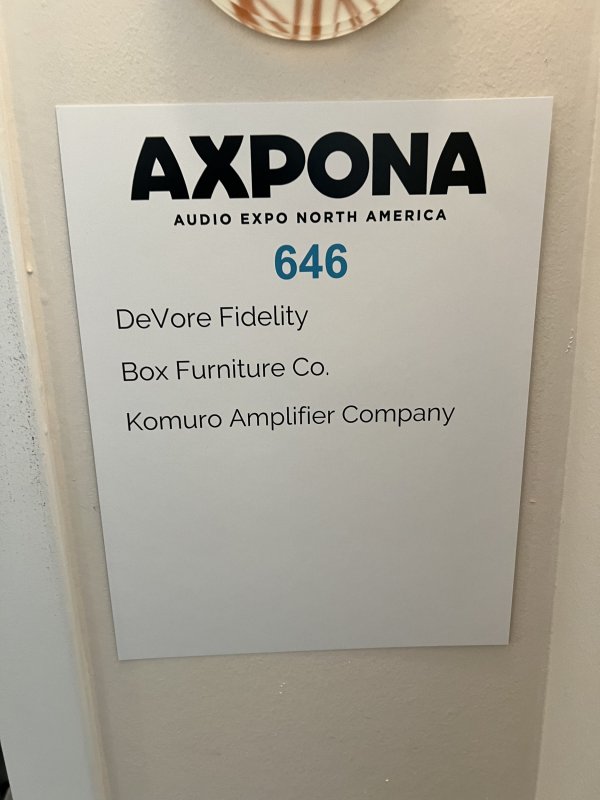 AXPONA
AUDIO EXPO NORTH AMERICA
646
DeVore Fidelity
Box Furniture Co.
Komuro Amplifier Company